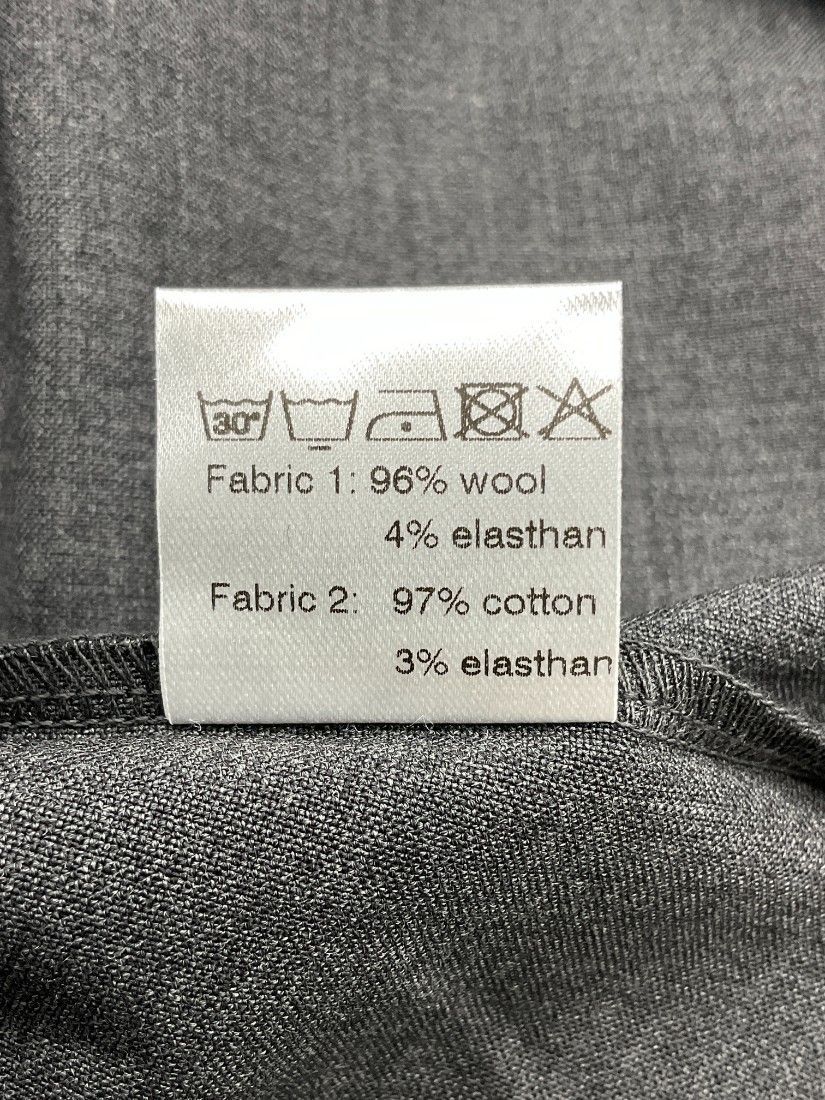 30°
Fabric 1: 96% wool
4% elasthan
Fabric 2: 97% cotton
3% elasthan